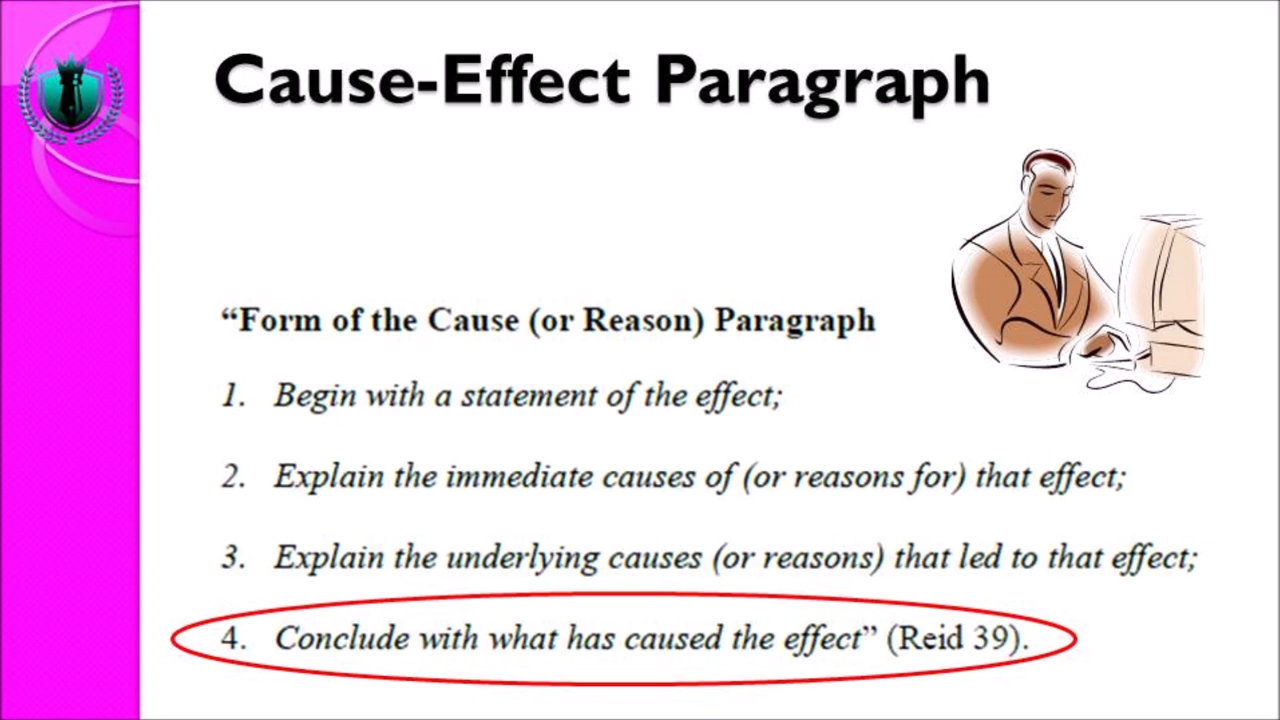 Cause-Effect Paragraph
“Form of the Cause (or Reason) Paragraph
1. Begin with a statement of the effect;
2. Explain the immediate causes of (or reasons for) that effect;
3. Explain the underlying causes (or reasons) that led to that effect;
4. Conclude with what has caused the effect” (Reid 39).